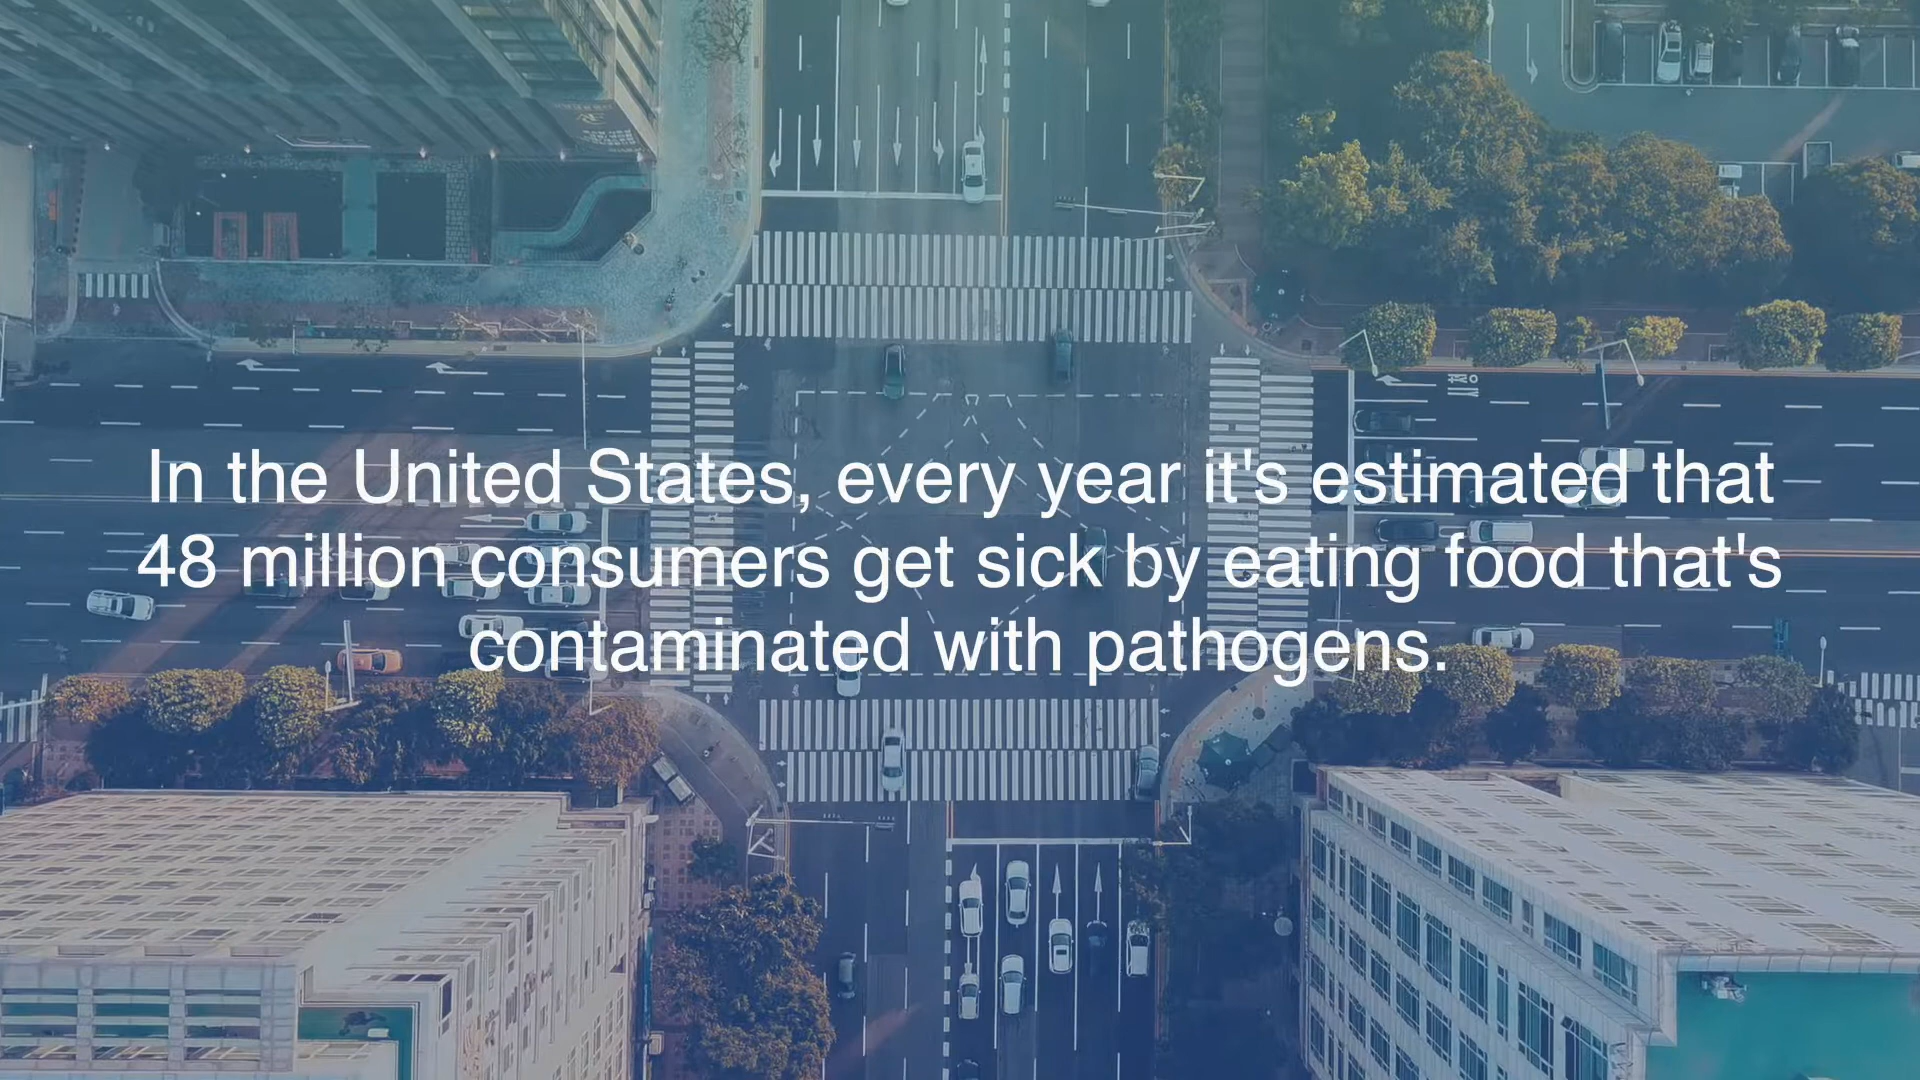 In the United States, every year it's estimated that
48 million consumers get sick by eating food that's
contaminated with pathogens.